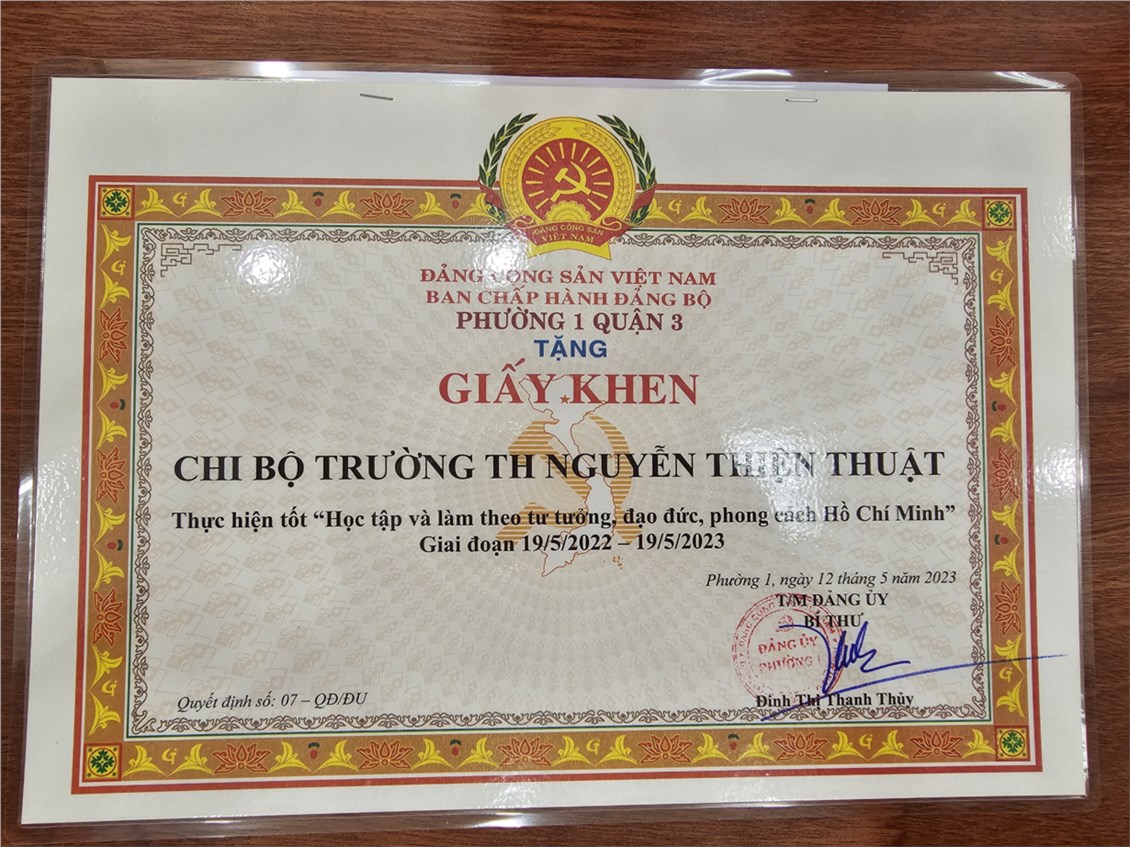 ĐẢNG CỘNG SẢN
VIỆT NAM
ĐẢNG CỘNG SẢN VIỆT NAM
BAN CHẤP HÀNH ĐẢNG BỘ
PHƯỜNG 1 QUẬN 3
TẶNG
GIẤY KHEN
CHI BỘ TRƯỜNG TH NGUYỄN THIỆN THUẬT
Thực hiện tốt “Học tập và làm theo tư tưởng, đạo đức, phong cách Hồ Chí Minh”
Giai đoạn 19/5/2022 – 19/5/2023
Phường 1, ngày 12 tháng 5 năm 2023
T/M ĐẢNG ỦY
BÍ THƯ
ĐẢNG ỦY
PHƯỜNG 1
Đinh Thị Thanh Thủy
Quyết định số: 07 – QĐ/ĐU